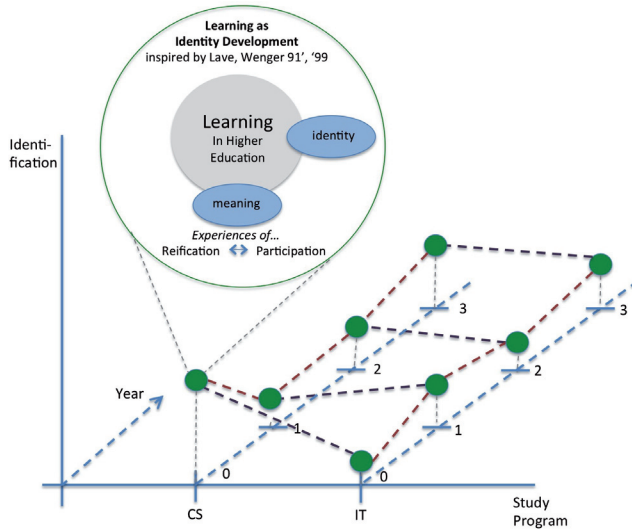 Learning as
Identity Development
inspired by Lave, Wenger 91’, ‘99
Learning
In Higher
Education
identity
meaning
Experiences of...
Reification
Participation
Identi-
fication
Year
3
3
2
2
1
1
0
0
CS
IT
Study
Program